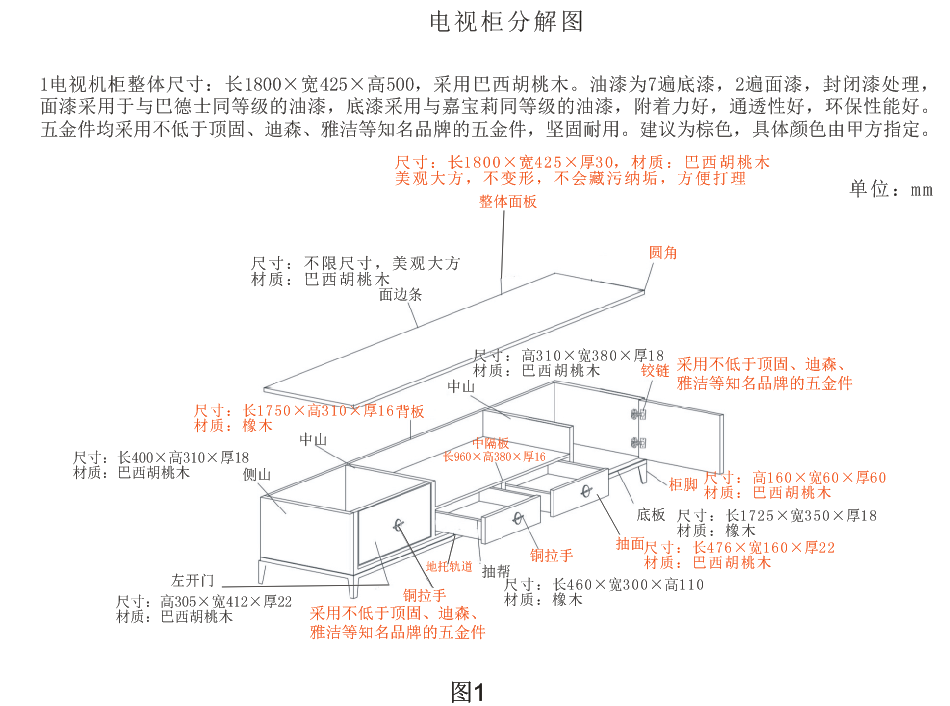 电视柜分解图
1电视机柜整体尺寸：长1800×宽425×高500，采用巴西胡桃木。油漆为7遍底漆，2遍面漆，封闭漆处理，
面漆采用于与巴德士同等级的油漆，底漆采用与嘉宝莉同等级的油漆，附着力好，通透性好，环保性能好。
五金件均采用不低于顶固、迪森、雅洁等知名品牌的五金件，坚固耐用。建议为棕色，具体颜色由甲方指定。
尺寸：长1800×宽425×厚30，材质：巴西胡桃木
美观大方，不变形，不会藏污纳垢，方便打理
单位：mm
整体面板
圆角
尺寸：不限尺寸，美观大方
材质：巴西胡桃木
面边条
尺寸：高310×宽380×厚18
材质：巴西胡桃木
铰链
采用不低于顶固、迪森、
雅洁等知名品牌的五金件
中山
尺寸：长1750×高310×厚16背板
材质：橡木
中山
中隔板
长960×高380×厚16
尺寸：长400×高310×厚18
材质：巴西胡桃木
侧山
柜脚
尺寸：高160×宽60×厚60
材质：巴西胡桃木
底板
尺寸：长1725×宽350×厚18
材质：橡木
抽面
尺寸：长476×宽160×厚22
材质：巴西胡桃木
铜拉手
地托轨道
抽帮
尺寸：长460×宽300×高110
材质：橡木
左开门
尺寸：高305×宽412×厚22
材质：巴西胡桃木
铜拉手
采用不低于顶固、迪森、
雅洁等知名品牌的五金件
图1